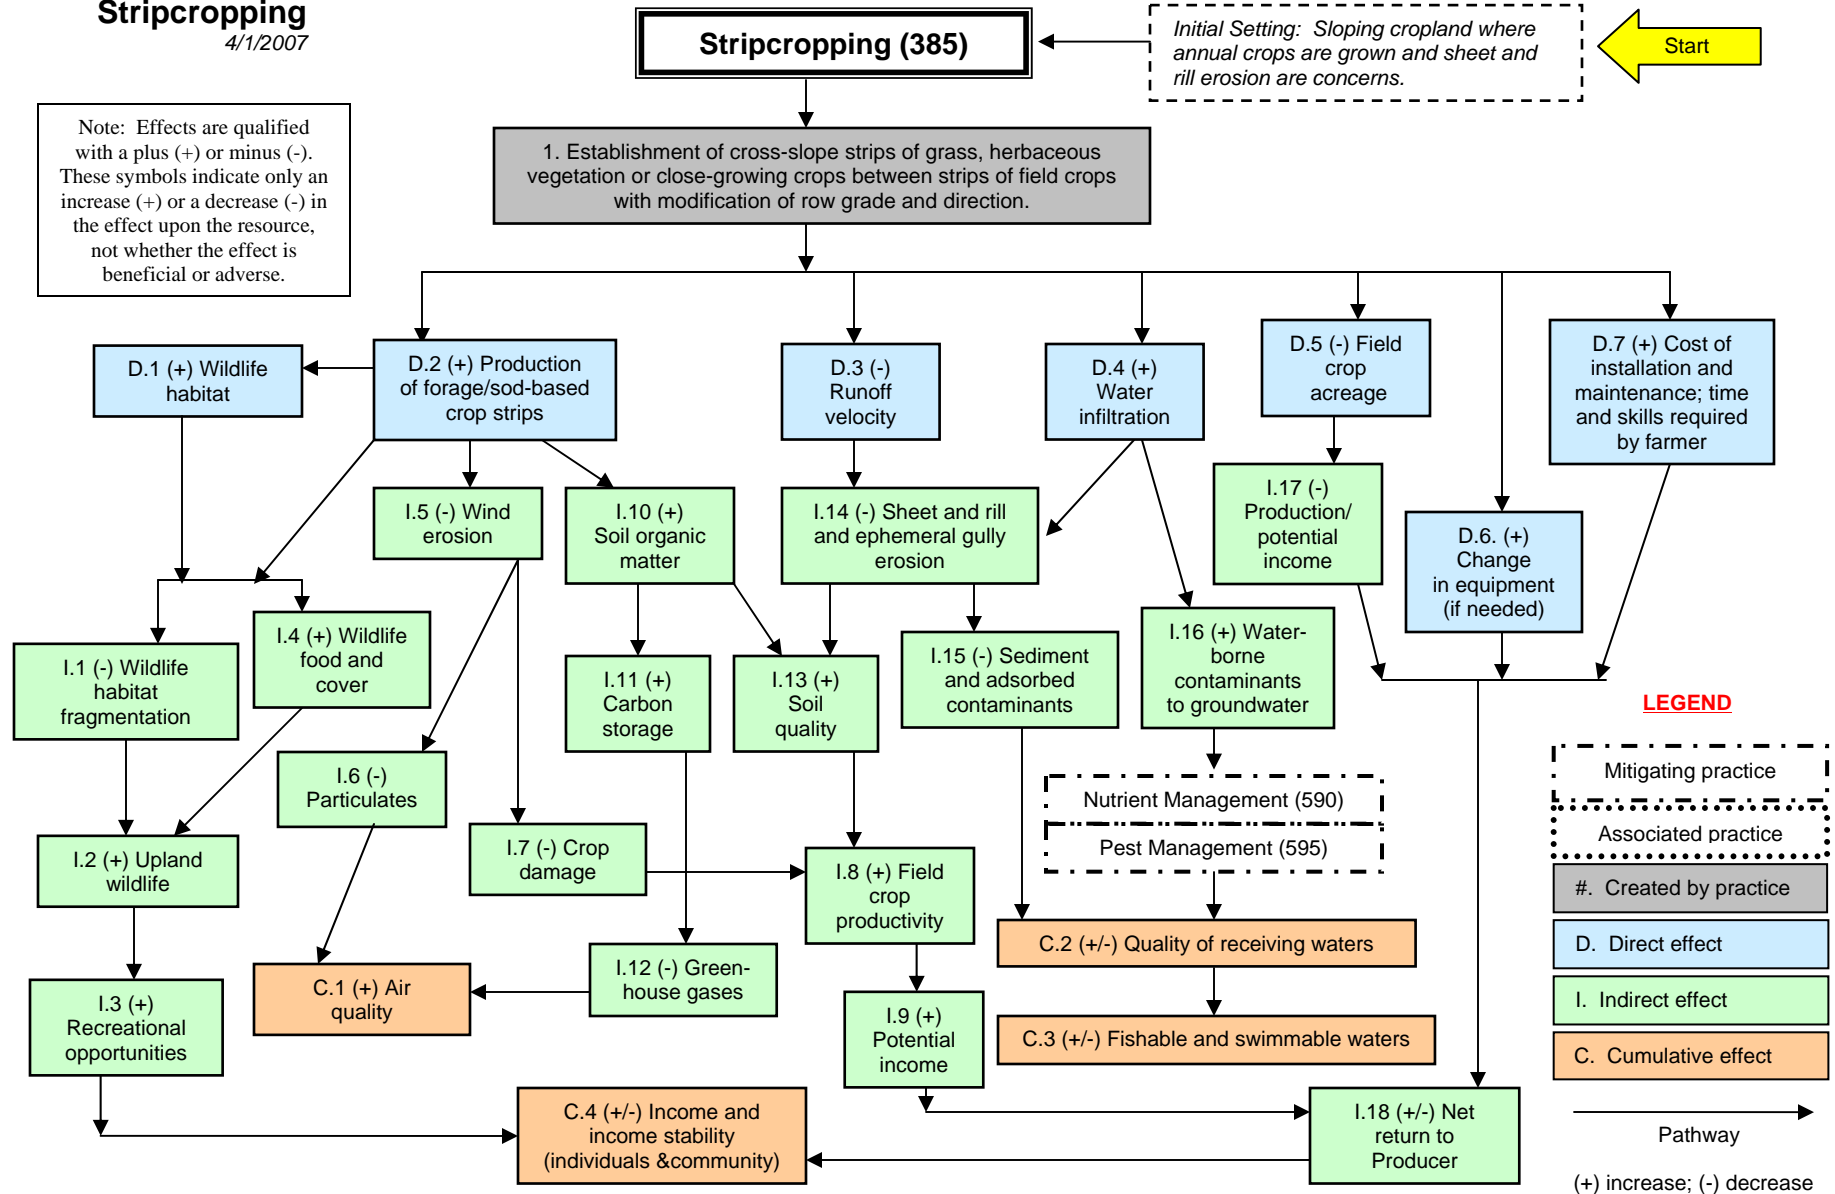 Stripcropping
4/1/2007
Stripcropping (385)
Initial Setting:  Sloping cropland where
annual crops are grown and sheet and
rill erosion are concerns.
Start
Note:  Effects are qualified
with a plus (+) or minus (-).
These symbols indicate only an
increase (+) or a decrease (-) in
the effect upon the resource,
not whether the effect is
beneficial or adverse.
1. Establishment of cross-slope strips of grass, herbaceous
vegetation or close-growing crops between strips of field crops
with modification of row grade and direction.
D.1 (+) Wildlife
habitat
D.2 (+) Production
of forage/sod-based
crop strips
D.3 (-)
Runoff
velocity
D.4 (+)
Water
infiltration
D.5 (-) Field
crop
acreage
D.7 (+) Cost of
installation and
maintenance; time
and skills required
by farmer
I.5 (-) Wind
erosion
I.10 (+)
Soil organic
matter
I.14 (-) Sheet and rill
and ephemeral gully
erosion
I.17 (-)
Production/
potential
income
D.6. (+)
Change
in equipment
(if needed)
I.1 (-) Wildlife
habitat
fragmentation
I.4 (+) Wildlife
food and
cover
I.11 (+)
Carbon
storage
I.13 (+)
Soil
quality
I.15 (-) Sediment
and adsorbed
contaminants
I.16 (+) Water-
borne
contaminants
to groundwater
I.6 (-)
Particulates
I.2 (+) Upland
wildlife
I.7 (-) Crop
damage
I.8 (+) Field
crop
productivity
Nutrient Management (590)
Pest Management (595)
C.2 (+/-) Quality of receiving waters
C.1 (+) Air
quality
I.12 (-) Green-
house gases
I.3 (+)
Recreational
opportunities
I.9 (+)
Potential
income
C.3 (+/-) Fishable and swimmable waters
C.4 (+/-) Income and
income stability
(individuals &community)
I.18 (+/-) Net
return to
Producer
LEGEND
Mitigating practice
Associated practice
#.  Created by practice
D.  Direct effect
I.  Indirect effect
C.  Cumulative effect
Pathway
(+) increase; (-) decrease